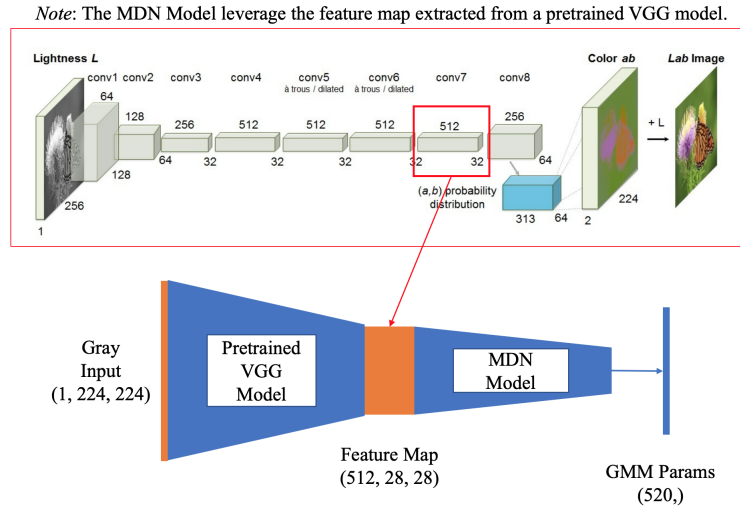 Note: The MDN Model leverage the feature map extracted from a pretrained VGG model.
Lightness L
Color ab
Lab Image
conv1
conv2
conv3
conv4
conv5
à trous / dilated
conv6
à trous / dilated
conv7
conv8
64
128
256
512
512
512
512
256
+ L
64
32
32
32
32
32
64
128
256
1
(a,b) probability
distribution
313
64
2
224
Gray
Input
(1, 224, 224)
Pretrained
VGG
Model
MDN
Model
Feature Map
(512, 28, 28)
GMM Params
(520,)